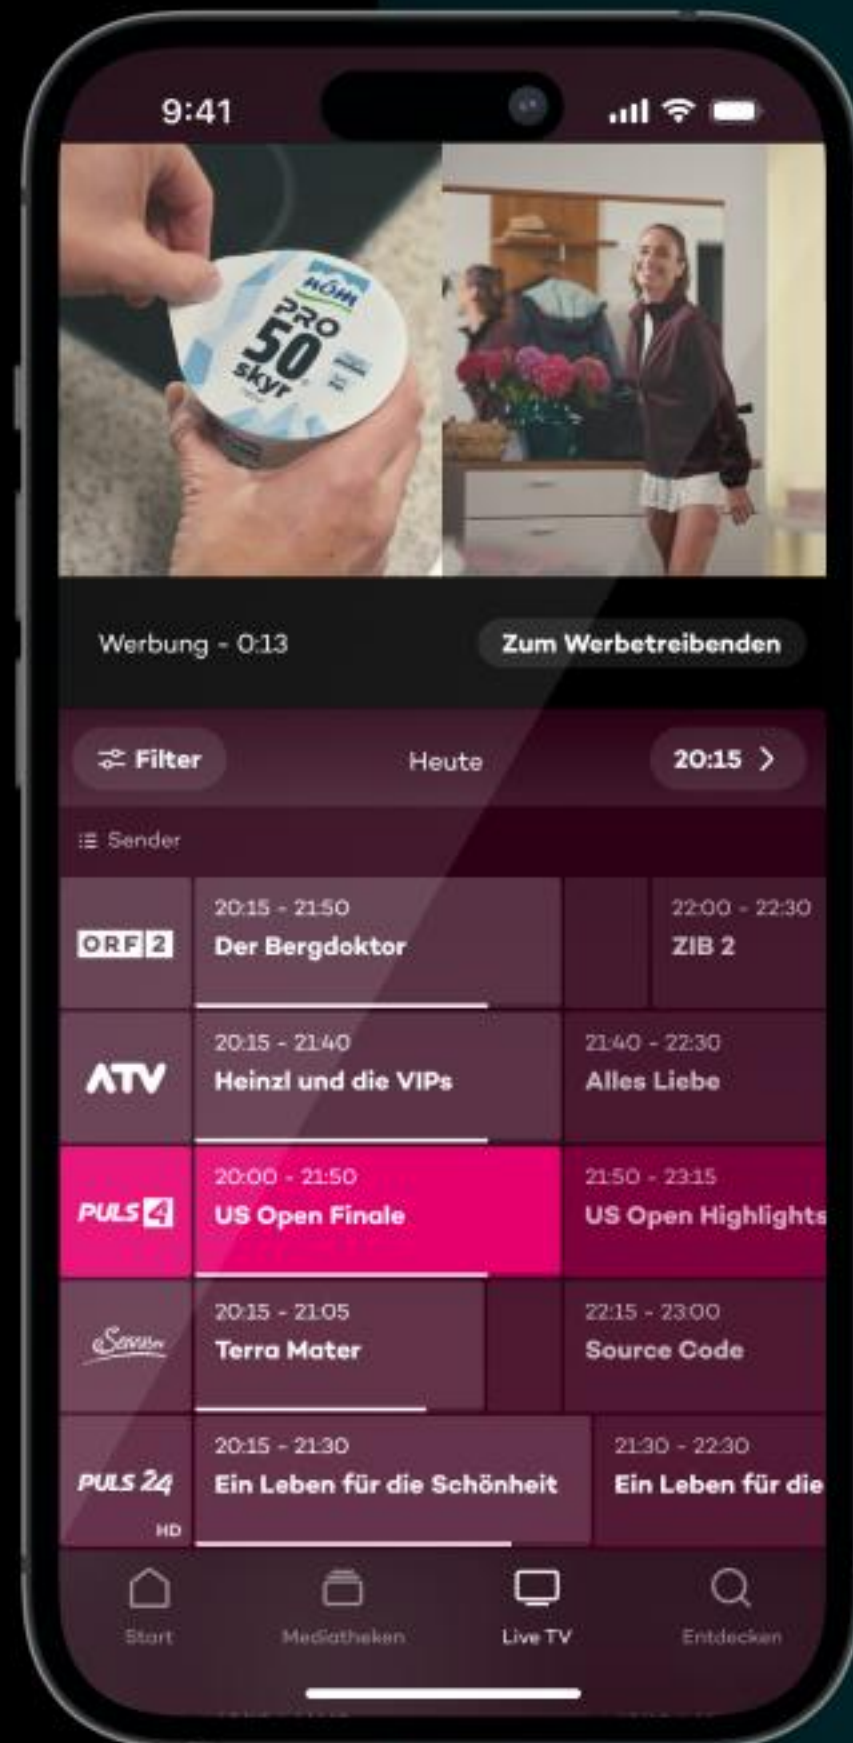 9:41
nöm
PRO
50
skyr
Werbung - 0:13
Zum Werbetreibenden
Filter
Heute
20:15
Sender
ORF 2
20:15 - 21:50
Der Bergdoktor
22:00 - 22:30
ZIB 2
ATV
20:15 - 21:40
Heinzl und die VIPs
21:40 - 22:30
Alles Liebe
PULS 4
20:00 - 21:50
US Open Finale
21:50 - 23:15
US Open Highlights
20:15 - 21:05
Terra Mater
22:15 - 23:00
Source Code
PULS 24
HD
20:15 - 21:30
Ein Leben für die Schönheit
21:30 - 22:30
Ein Leben für die
Start
Mediatheken
Live TV
Entdecken